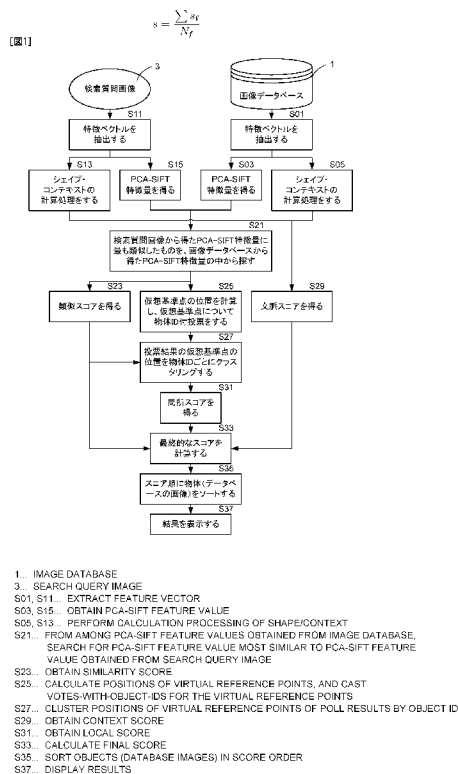 s = ∑ s_ℓ / N_f
[図1]
3
1
検索質問画像
画像データベース
S11
S01
特徴ベクトルを
抽出する
特徴ベクトルを
抽出する
S13
S15
S03
S05
シェイプ・
コンテキストの
計算処理をする
PCA-SIFT
特徴量を得る
PCA-SIFT
特徴量を得る
シェイプ・
コンテキストの
計算処理をする
S21
検索質問画像から得たPCA-SIFT特徴量に
最も類似したものを、画像データベースから
得たPCA-SIFT特徴量の中から探す
S23
S25
S29
類似スコアを得る
仮想基準点の位置を計算
し、仮想基準点について
物体ID付投票をする
文脈スコアを得る
S27
投票結果の仮想基準点の
位置を物体IDごとにクラス
タリングする
S31
局所スコアを
得る
S33
最終的なスコアを
計算する
S35
スコア順に物体(データベ
ースの画像)をソートする
S37
結果を表示する
1... IMAGE DATABASE
3... SEARCH QUERY IMAGE
S01, S11... EXTRACT FEATURE VECTOR
S03, S15... OBTAIN PCA-SIFT FEATURE VALUE
S05, S13... PERFORM CALCULATION PROCESSING OF SHAPE/CONTEXT
S21... FROM AMONG PCA-SIFT FEATURE VALUES OBTAINED FROM IMAGE DATABASE,
SEARCH FOR PCA-SIFT FEATURE VALUE MOST SIMILAR TO PCA-SIFT FEATURE
VALUE OBTAINED FROM SEARCH QUERY IMAGE
S23... OBTAIN SIMILARITY SCORE
S25... CALCULATE POSITIONS OF VIRTUAL REFERENCE POINTS, AND CAST
VOTES-WITH-OBJECT-IDS FOR THE VIRTUAL REFERENCE POINTS
S27... CLUSTER POSITIONS OF VIRTUAL REFERENCE POINTS OF POLL RESULTS BY OBJECT ID
S29... OBTAIN CONTEXT SCORE
S31... OBTAIN LOCAL SCORE
S33... CALCULATE FINAL SCORE
S35... SORT OBJECTS (DATABASE IMAGES) IN SCORE ORDER
S37... DISPLAY RESULTS